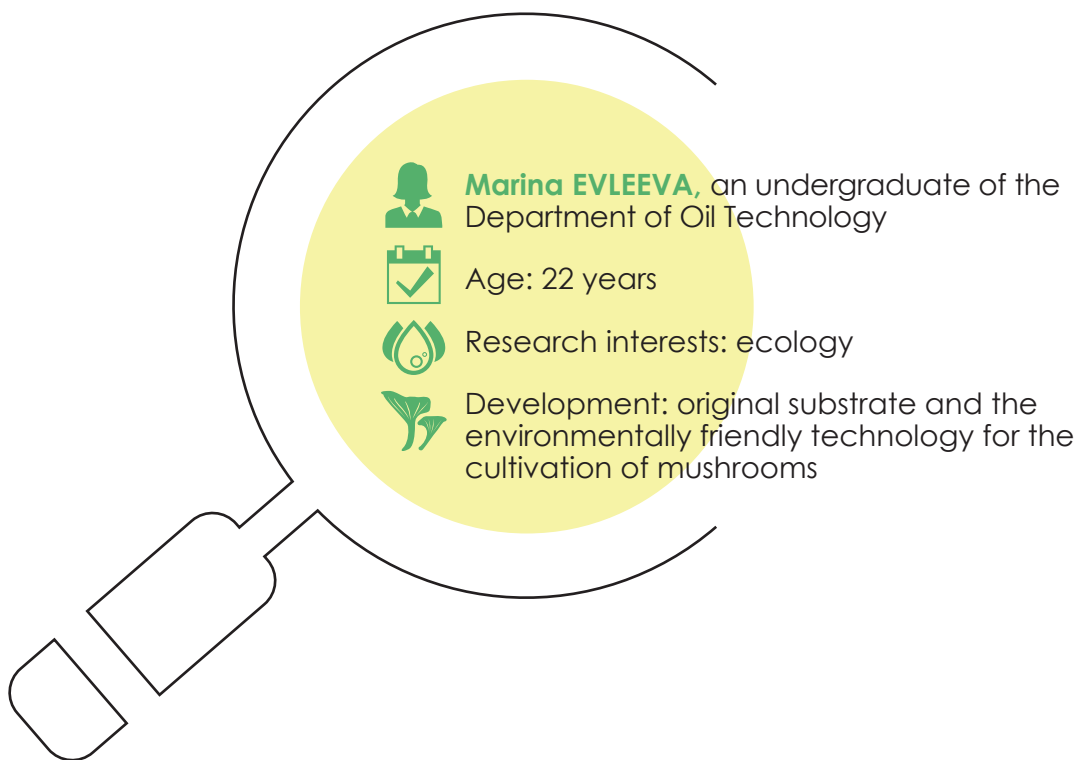 Marina EVLEEVA, an undergraduate of the
Department of Oil Technology
Age: 22 years
Research interests: ecology
Development: original substrate and the
environmentally friendly technology for the
cultivation of mushrooms